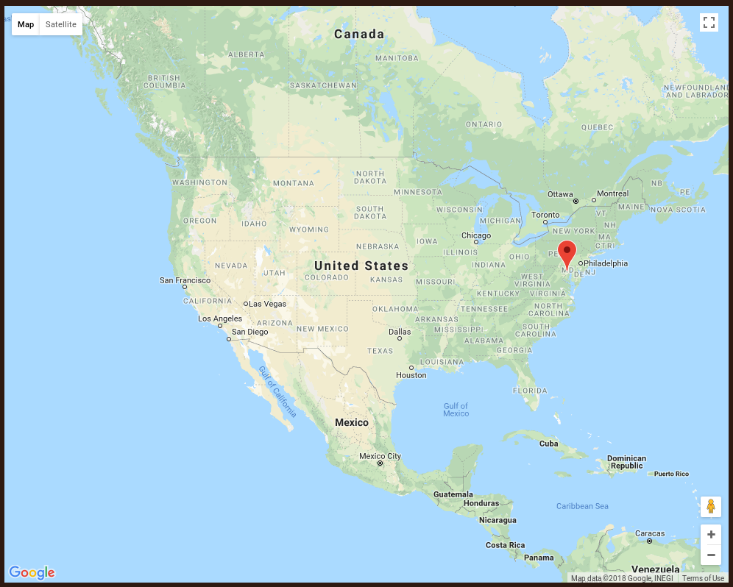 Map
Satellite
Canada
ALBERTA
MANITOBA
BRITISH
COLUMBIA
SASKATCHEWAN
NEWFOUNDLAN
AND LABRADOR
ONTARIO
QUEBEC
WASHINGTON
MONTANA
NORTH
DAKOTA
MINNESOTA
Ottawa
Montreal
NB
PE
MAINE
NOVA SCOTIA
OREGON
IDAHO
WYOMING
SOUTH
DAKOTA
WISCONSIN
MICHIGAN
Toronto
VT
NH
NEW YORK
MA
CT RI
NEBRASKA
IOWA
Chicago
ILLINOIS
INDIANA
OHIO
PE
Philadelphia
MD
DE
NJ
United States
NEVADA
UTAH
COLORADO
KANSAS
MISSOURI
WEST
VIRGINIA
KENTUCKY
VIRGINIA
San Francisco
CALIFORNIA
Las Vegas
Los Angeles
San Diego
ARIZONA
NEW MEXICO
OKLAHOMA
ARKANSAS
TENNESSEE
NORTH
CAROLINA
MISSISSIPPI
SOUTH
CAROLINA
Dallas
TEXAS
ALABAMA
GEORGIA
LOUISIANA
Houston
FLORIDA
Gulf of California
Gulf of
Mexico
Mexico
Mexico City
Cuba
Dominican
Republic
Puerto Rico
Guatemala
Honduras
Caribbean Sea
Nicaragua
Costa Rica
Panama
Caracas
Venezuela
Google
Map data ©2018 Google, INEGI
Terms of Use